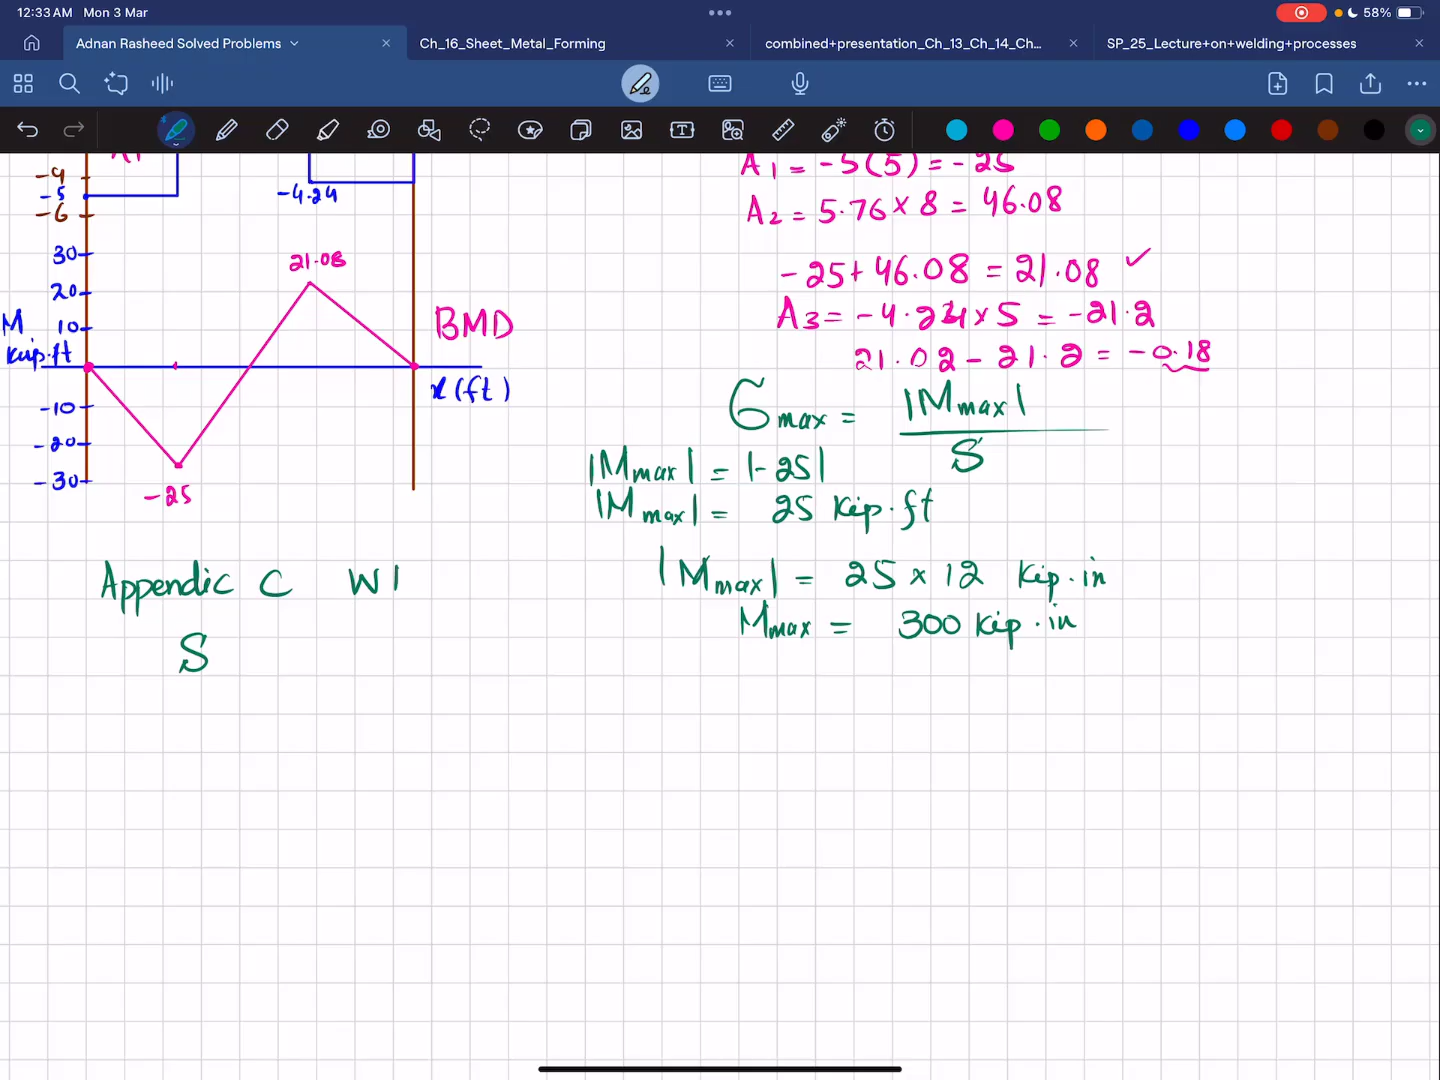 12:33 AM Mon 3 Mar
58%
Adnan Rasheed Solved Problems
Ch_16_Sheet_Metal_Forming
combined+presentation_Ch_13_Ch_14_Ch...
SP_25_Lecture+on+welding+processes
-5
-6
-4.24
30
20
10
M
kip.ft
-10
-20
-30
21.08
-25
BMD
x (ft)
A1 = -5(5) = -25
A2 = 5.76 × 8 = 46.08
-25 + 46.08 = 21.08 ✓
A3 = -4.24 × 5 = -21.2
21.02 - 21.2 = -0.18
σmax = |Mmax| / S
|Mmax| = |-25|
|Mmax| = 25 kip.ft
|Mmax| = 25 × 12 kip.in
Mmax = 300 kip.in
Appendic C W1
S